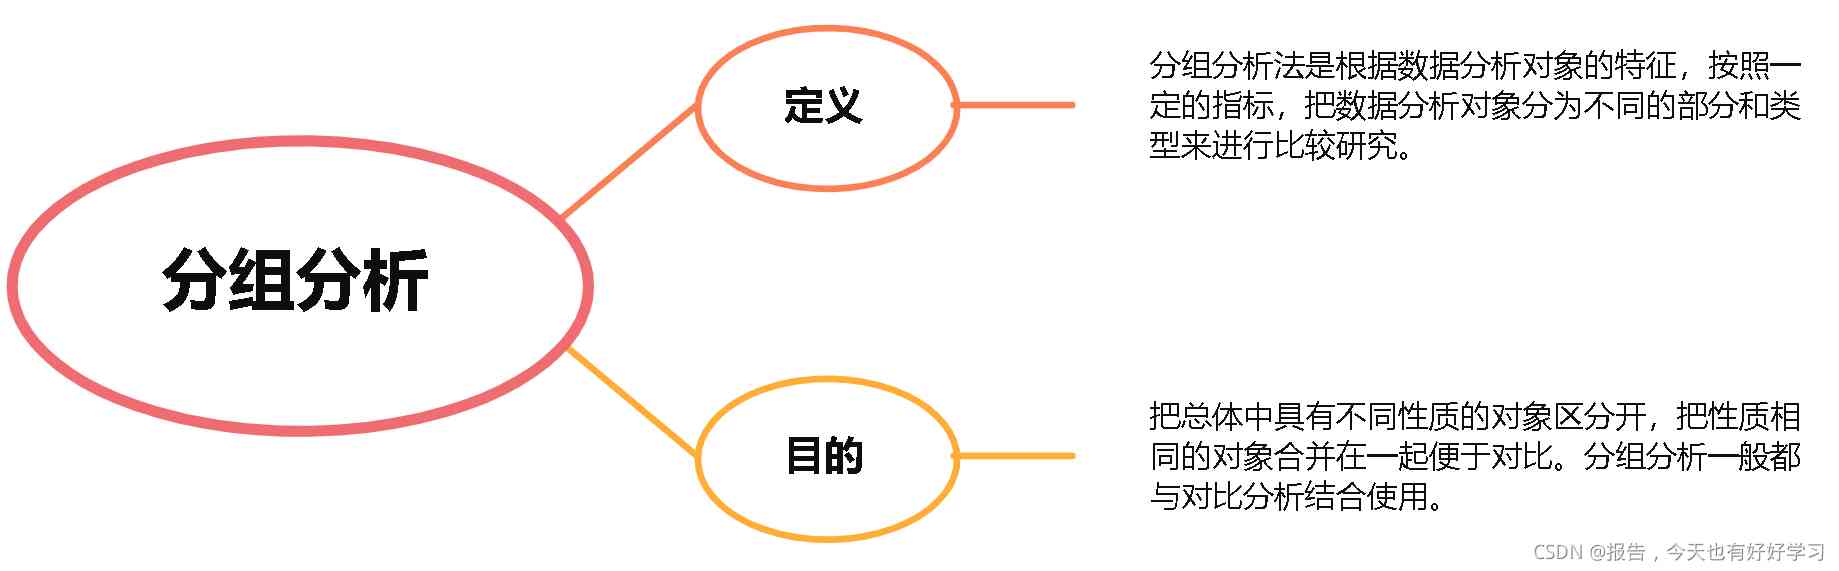 分组分析
定义
分组分析法是根据数据分析对象的特征，按照一
定的指标，把数据分析对象分为不同的部分和类
型来进行比较研究。
目的
把总体中具有不同性质的对象区分开，把性质相
同的对象合并在一起便于对比。分组分析一般都
与对比分析结合使用。
CSDN @报告，今天也有好好学习